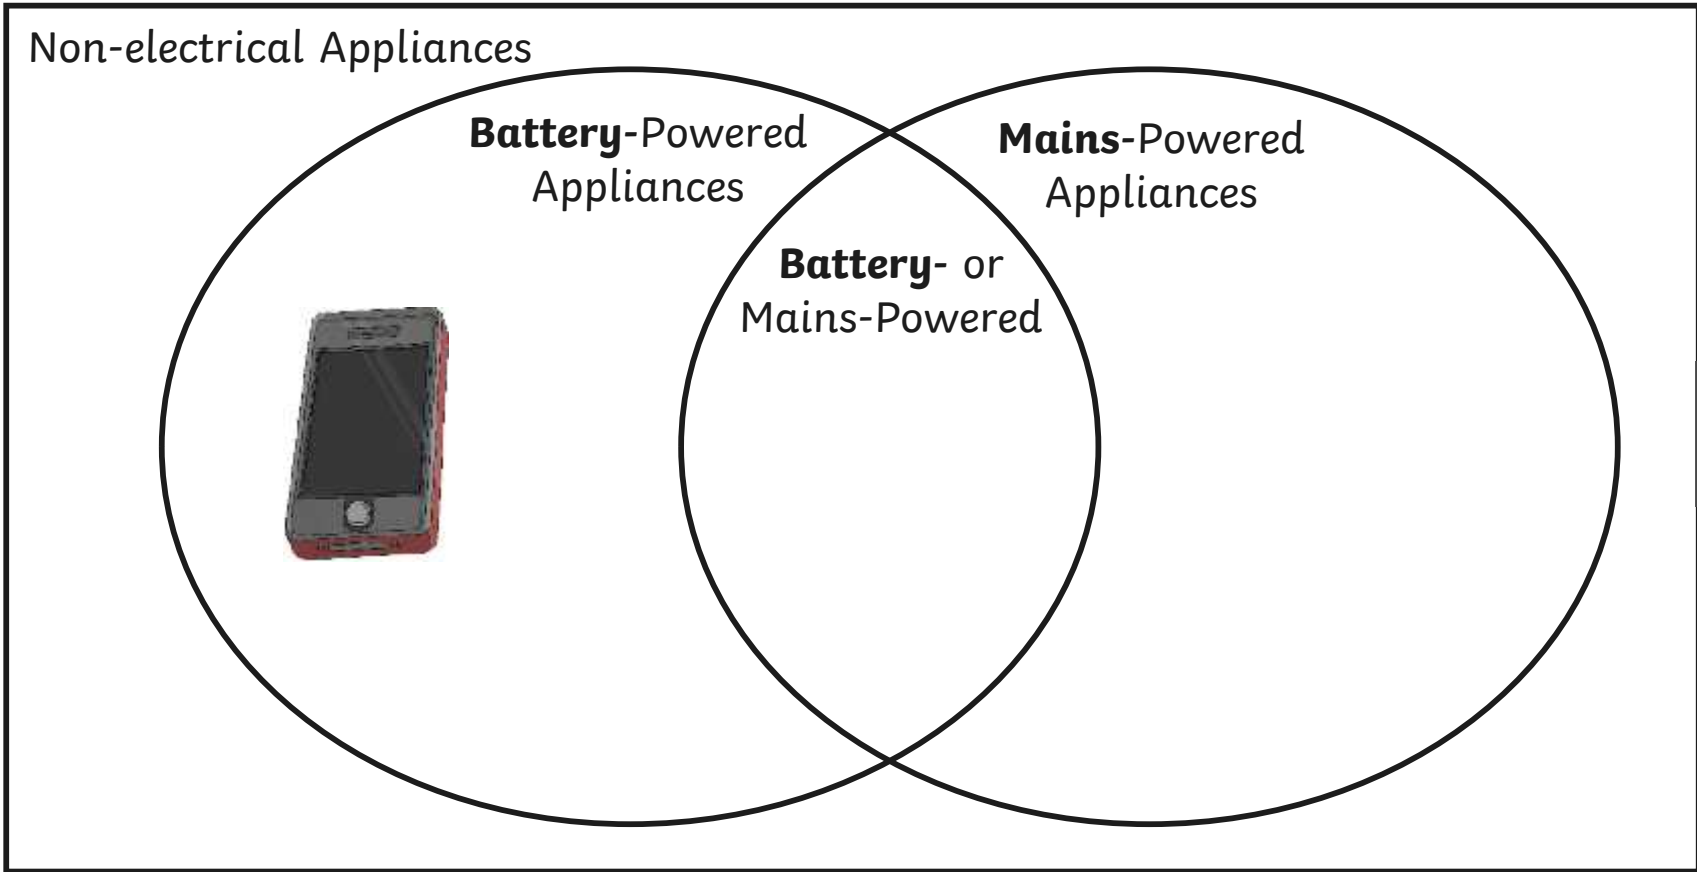 Non-electrical Appliances
Battery-Powered
Appliances
Mains-Powered
Appliances
Battery- or
Mains-Powered